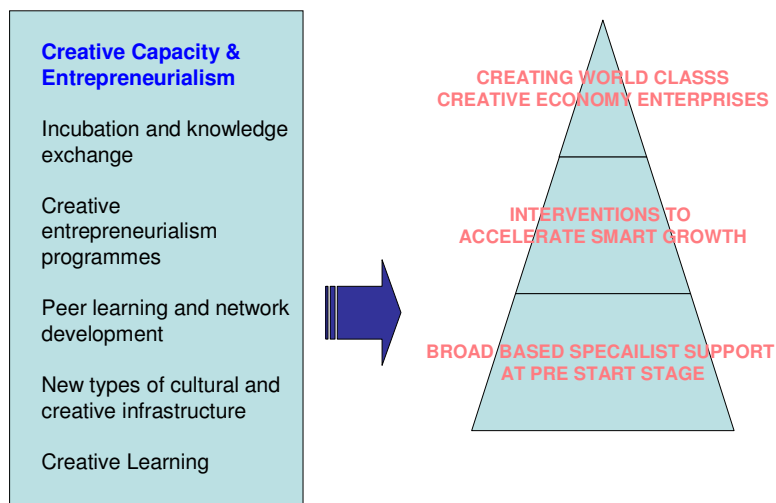 Creative Capacity &
Entrepreneurialism
Incubation and knowledge
exchange
Creative
entrepreneurialism
programmes
Peer learning and network
development
New types of cultural and
creative infrastructure
Creative Learning
CREATING WORLD CLASSS
CREATIVE ECONOMY ENTERPRISES
INTERVENTIONS TO
ACCELERATE SMART GROWTH
BROAD BASED SPECAILIST SUPPORT
AT PRE START STAGE